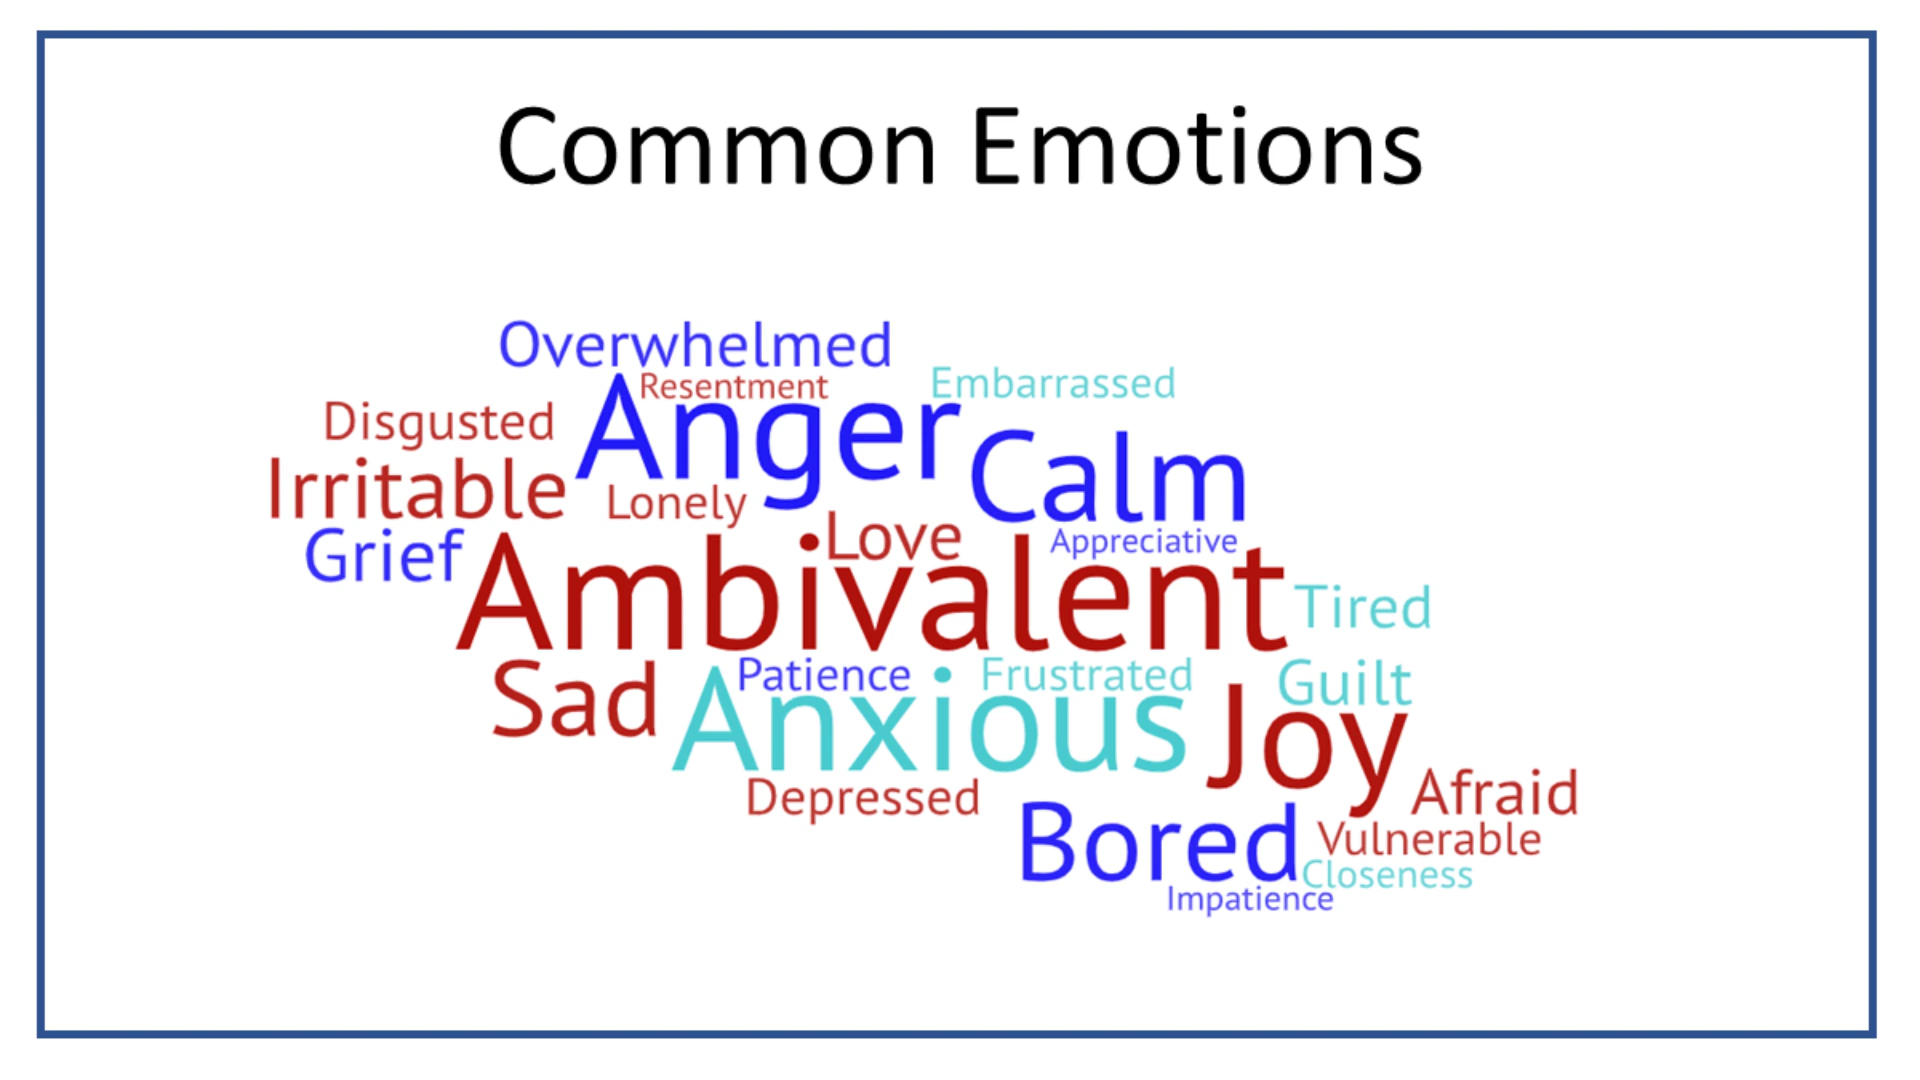 Common Emotions
Overwhelmed
Resentment
Embarrassed
Disgusted
Anger
Calm
Irritable
Lonely
Love
Appreciative
Grief
Ambivalent
Tired
Sad
Patience
Frustrated
Guilt
Anxious
Joy
Depressed
Afraid
Bored
Vulnerable
Closeness
Impatience